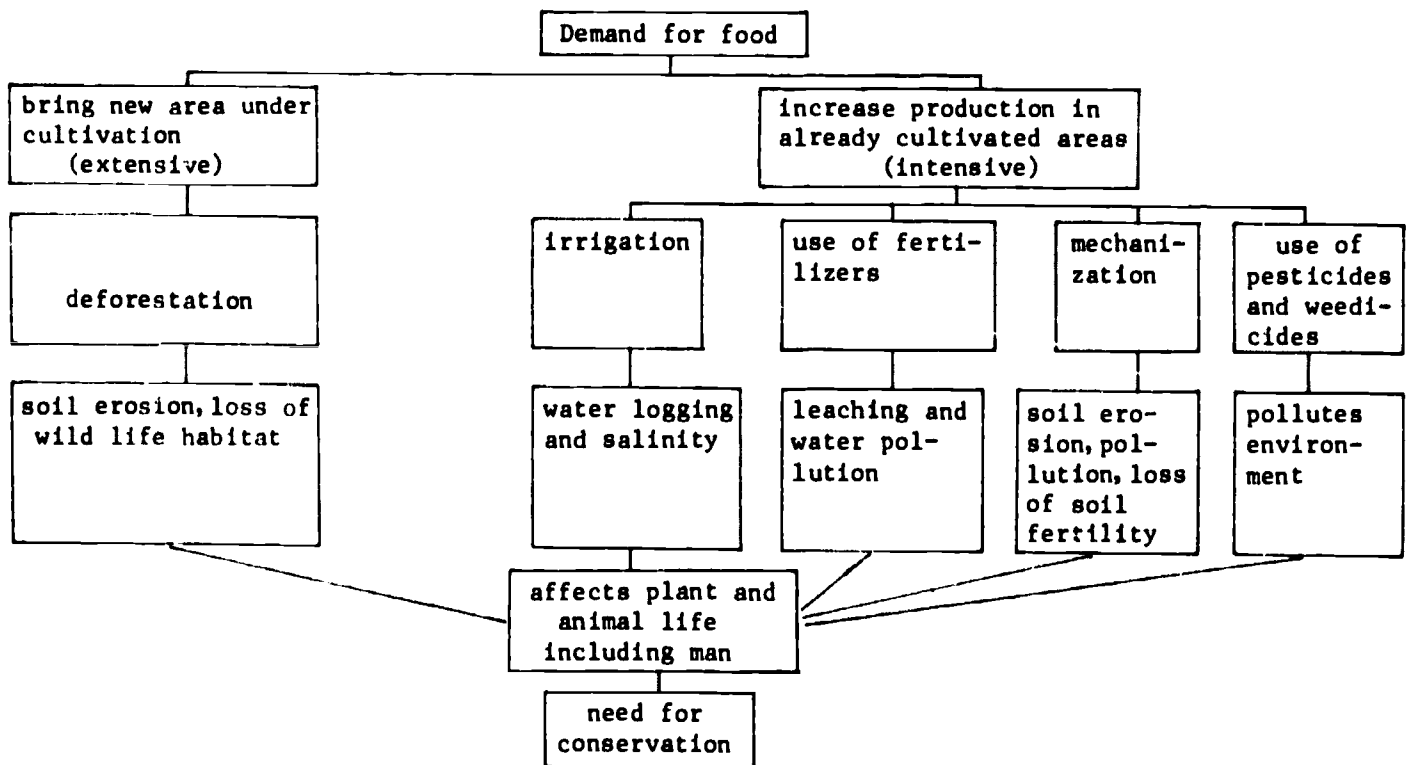 Demand for food
bring new area under
cultivation
(extensive)
increase production in
already cultivated areas
(intensive)
deforestation
irrigation
use of ferti-
lizers
mechani-
zation
use of
pesticides
and weedi-
cides
soil erosion, loss of
wild life habitat
water logging
and salinity
leaching and
water pol-
lution
soil ero-
sion, pol-
lution, loss
of soil
fertility
pollutes
environ-
ment
affects plant and
animal life
including man
need for
conservation